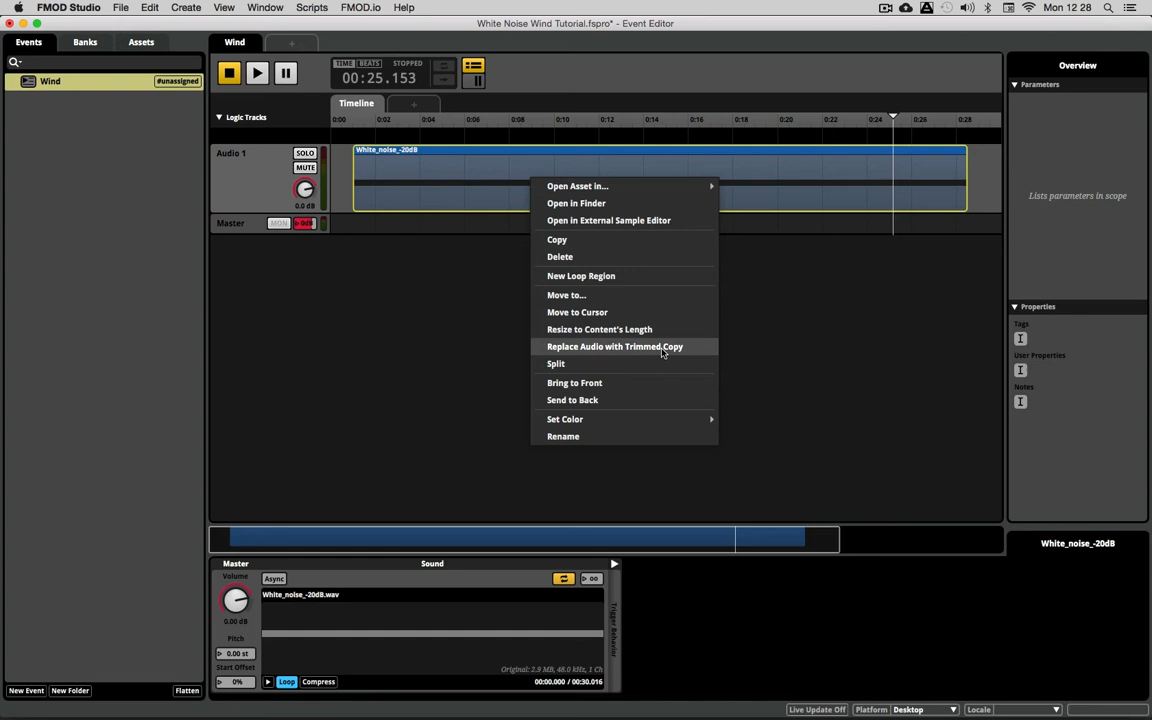 FMOD Studio File Edit Create View Window Scripts FMOD.io Help
Mon 12 28
White Noise Wind Tutorial.fspro* - Event Editor
Events Banks Assets
Wind +
Wind #unassigned
TIME BEATS STOPPED
00:25.153
Timeline +
Logic Tracks
0:00 0:02 0:04 0:06 0:08 0:10 0:12 0:14 0:16 0:18 0:20 0:22 0:24 0:26 0:28
Audio 1
SOLO
MUTE
0.0 dB
White_noise_-20dB
Master MON
Open Asset in...
Open in Finder
Open in External Sample Editor
Copy
Delete
New Loop Region
Move to...
Move to Cursor
Resize to Content's Length
Replace Audio with Trimmed Copy
Split
Bring to Front
Send to Back
Set Color
Rename
Overview
Parameters
Lists parameters in scope
Properties
Tags
User Properties
Notes
White_noise_-20dB
Master Sound
Volume
0.00 dB
Pitch
0.00 st
Start Offset
0%
Async
White_noise_-20dB.wav
Original: 2.9 MB, 48.0 kHz, 1 Ch
Loop Compress 00:00.000 / 00:30.016
Trigger Behavior
New Event New Folder Flatten
Live Update Off Platform Desktop Locale